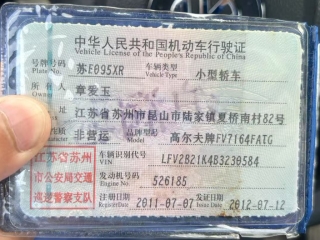 中华人民共和国机动车行驶证
Vehicle License of the People's Republic of China
号牌号码 苏E095XR 车辆类型 小型轿车
Plate No. Vehicle Type
所有人 章爱玉
Owner
住址 江苏省苏州市昆山市陆家镇夏桥南村82号
Address
使用性质 非营运 品牌型号 高尔夫牌FV7164FATG
江苏省苏州市公安局交通巡逻警察支队
车辆识别代号 LFV2B21K4B3230584
VIN
发动机号码 526185
Engine No.
注册日期 2011-07-07 发证日期 2012-07-12
Register Date Issue Date